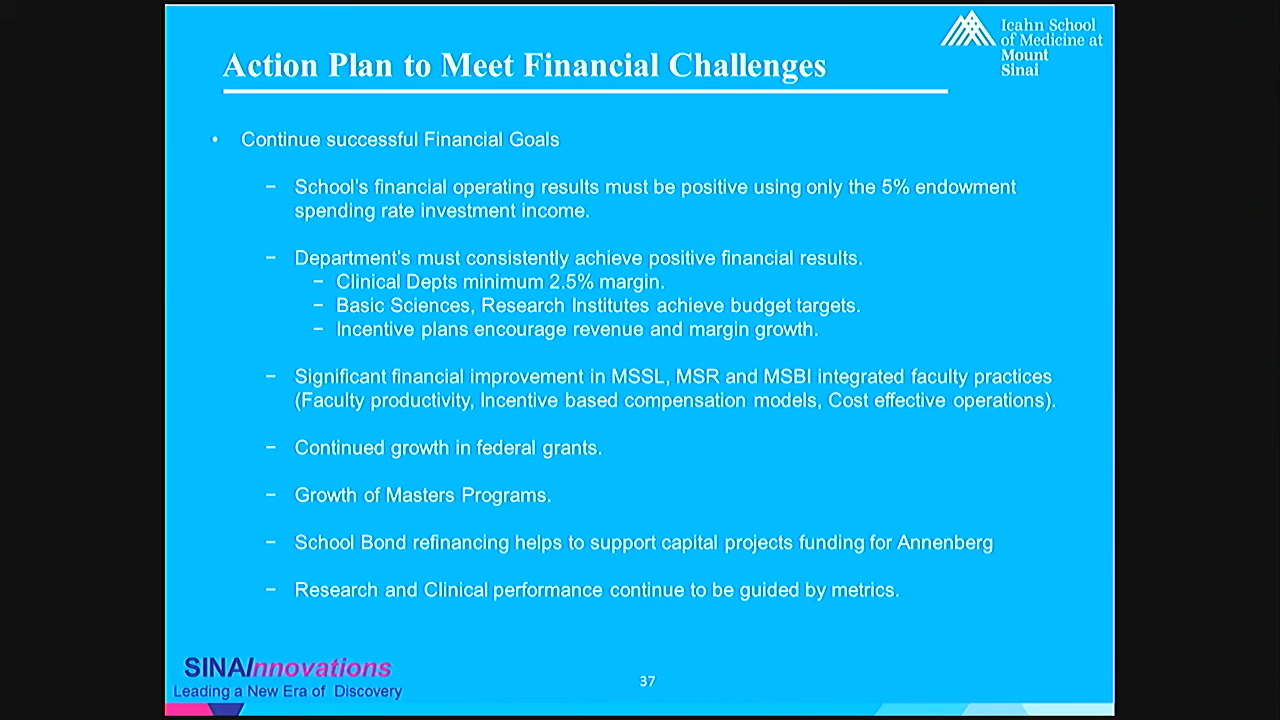 Icahn School
of Medicine at
Mount
Sinai
Action Plan to Meet Financial Challenges
• Continue successful Financial Goals
− School's financial operating results must be positive using only the 5% endowment
spending rate investment income.
− Department's must consistently achieve positive financial results.
− Clinical Depts minimum 2.5% margin.
− Basic Sciences, Research Institutes achieve budget targets.
− Incentive plans encourage revenue and margin growth.
− Significant financial improvement in MSSL, MSR and MSBI integrated faculty practices
(Faculty productivity, Incentive based compensation models, Cost effective operations).
− Continued growth in federal grants.
− Growth of Masters Programs.
− School Bond refinancing helps to support capital projects funding for Annenberg
− Research and Clinical performance continue to be guided by metrics.
SINAInnovations
Leading a New Era of Discovery
37